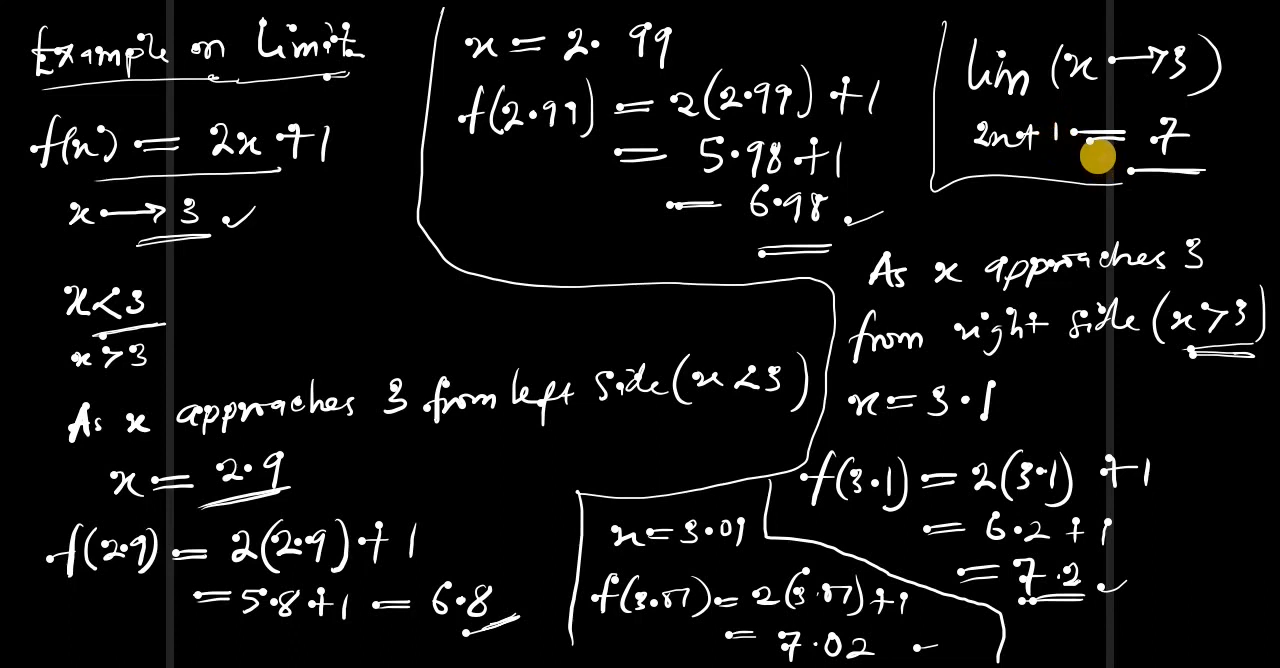 Example on Limit
f(x) = 2x + 1
x → 3 ✓
x < 3
x > 3
As x approaches 3 from left side (x < 3)
x = 2.9
f(2.9) = 2(2.9) + 1
= 5.8 + 1 = 6.8
x = 2.99
f(2.99) = 2(2.99) + 1
= 5.98 + 1
= 6.98 ✓
lim (x → 3)
2x + 1 = 7
As x approaches 3
from right side (x > 3)
x = 3.1
f(3.1) = 2(3.1) + 1
= 6.2 + 1
= 7.2 ✓
x = 3.01
f(3.01) = 2(3.01) + 1
= 7.02